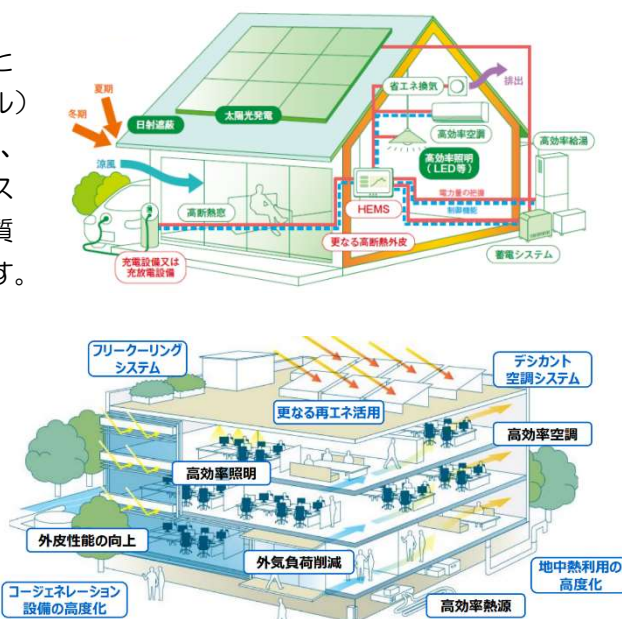 に
ル）
、
ス
質
す。
夏期
冬期
日射遮蔽
太陽光発電
省エネ換気
排出
高効率空調
高効率照明
（LED等）
高効率給湯
涼風
高断熱窓
HEMS
電力量の把握
制御機能
更なる高断熱外皮
充電設備又は
充放電設備
蓄電システム
フリークーリング
システム
デシカント
空調システム
更なる再エネ活用
高効率空調
高効率照明
外皮性能の向上
外気負荷削減
地中熱利用の
高度化
コージェネレーション
設備の高度化
高効率熱源